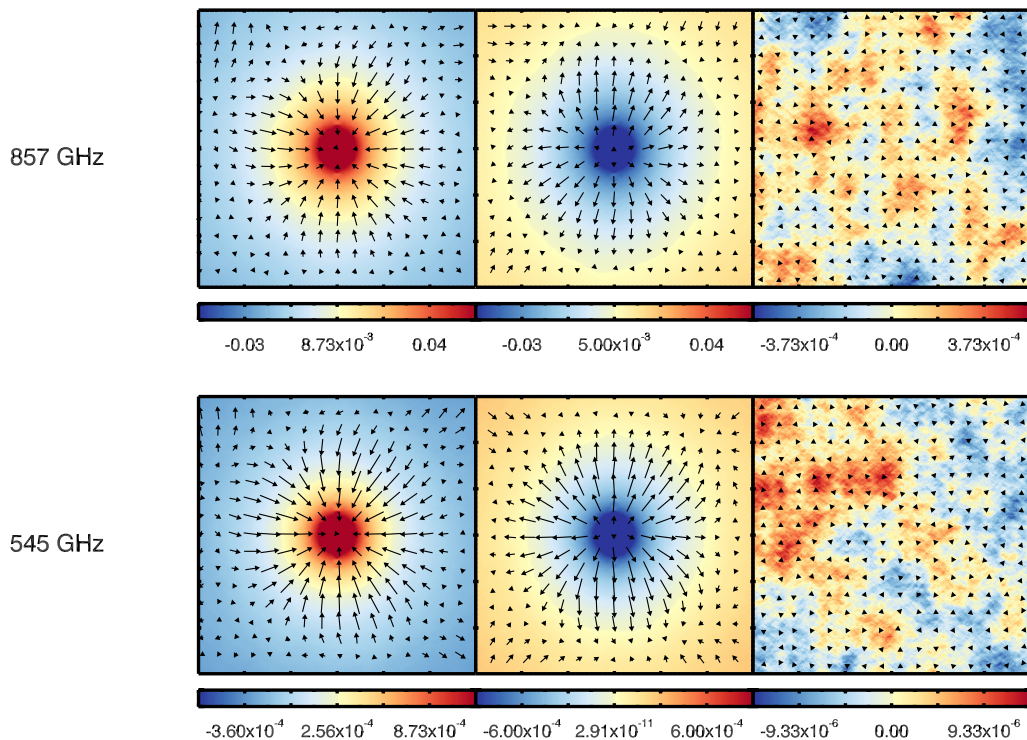 857 GHz
-0.03 8.73x10⁻³ 0.04 -0.03 5.00x10⁻³ 0.04 -3.73x10⁻⁴ 0.00 3.73x10⁻⁴
545 GHz
-3.60x10⁻⁴ 2.56x10⁻⁴ 8.73x10⁻⁴ -6.00x10⁻⁴ 2.91x10⁻¹¹ 6.00x10⁻⁴ -9.33x10⁻⁶ 0.00 9.33x10⁻⁶